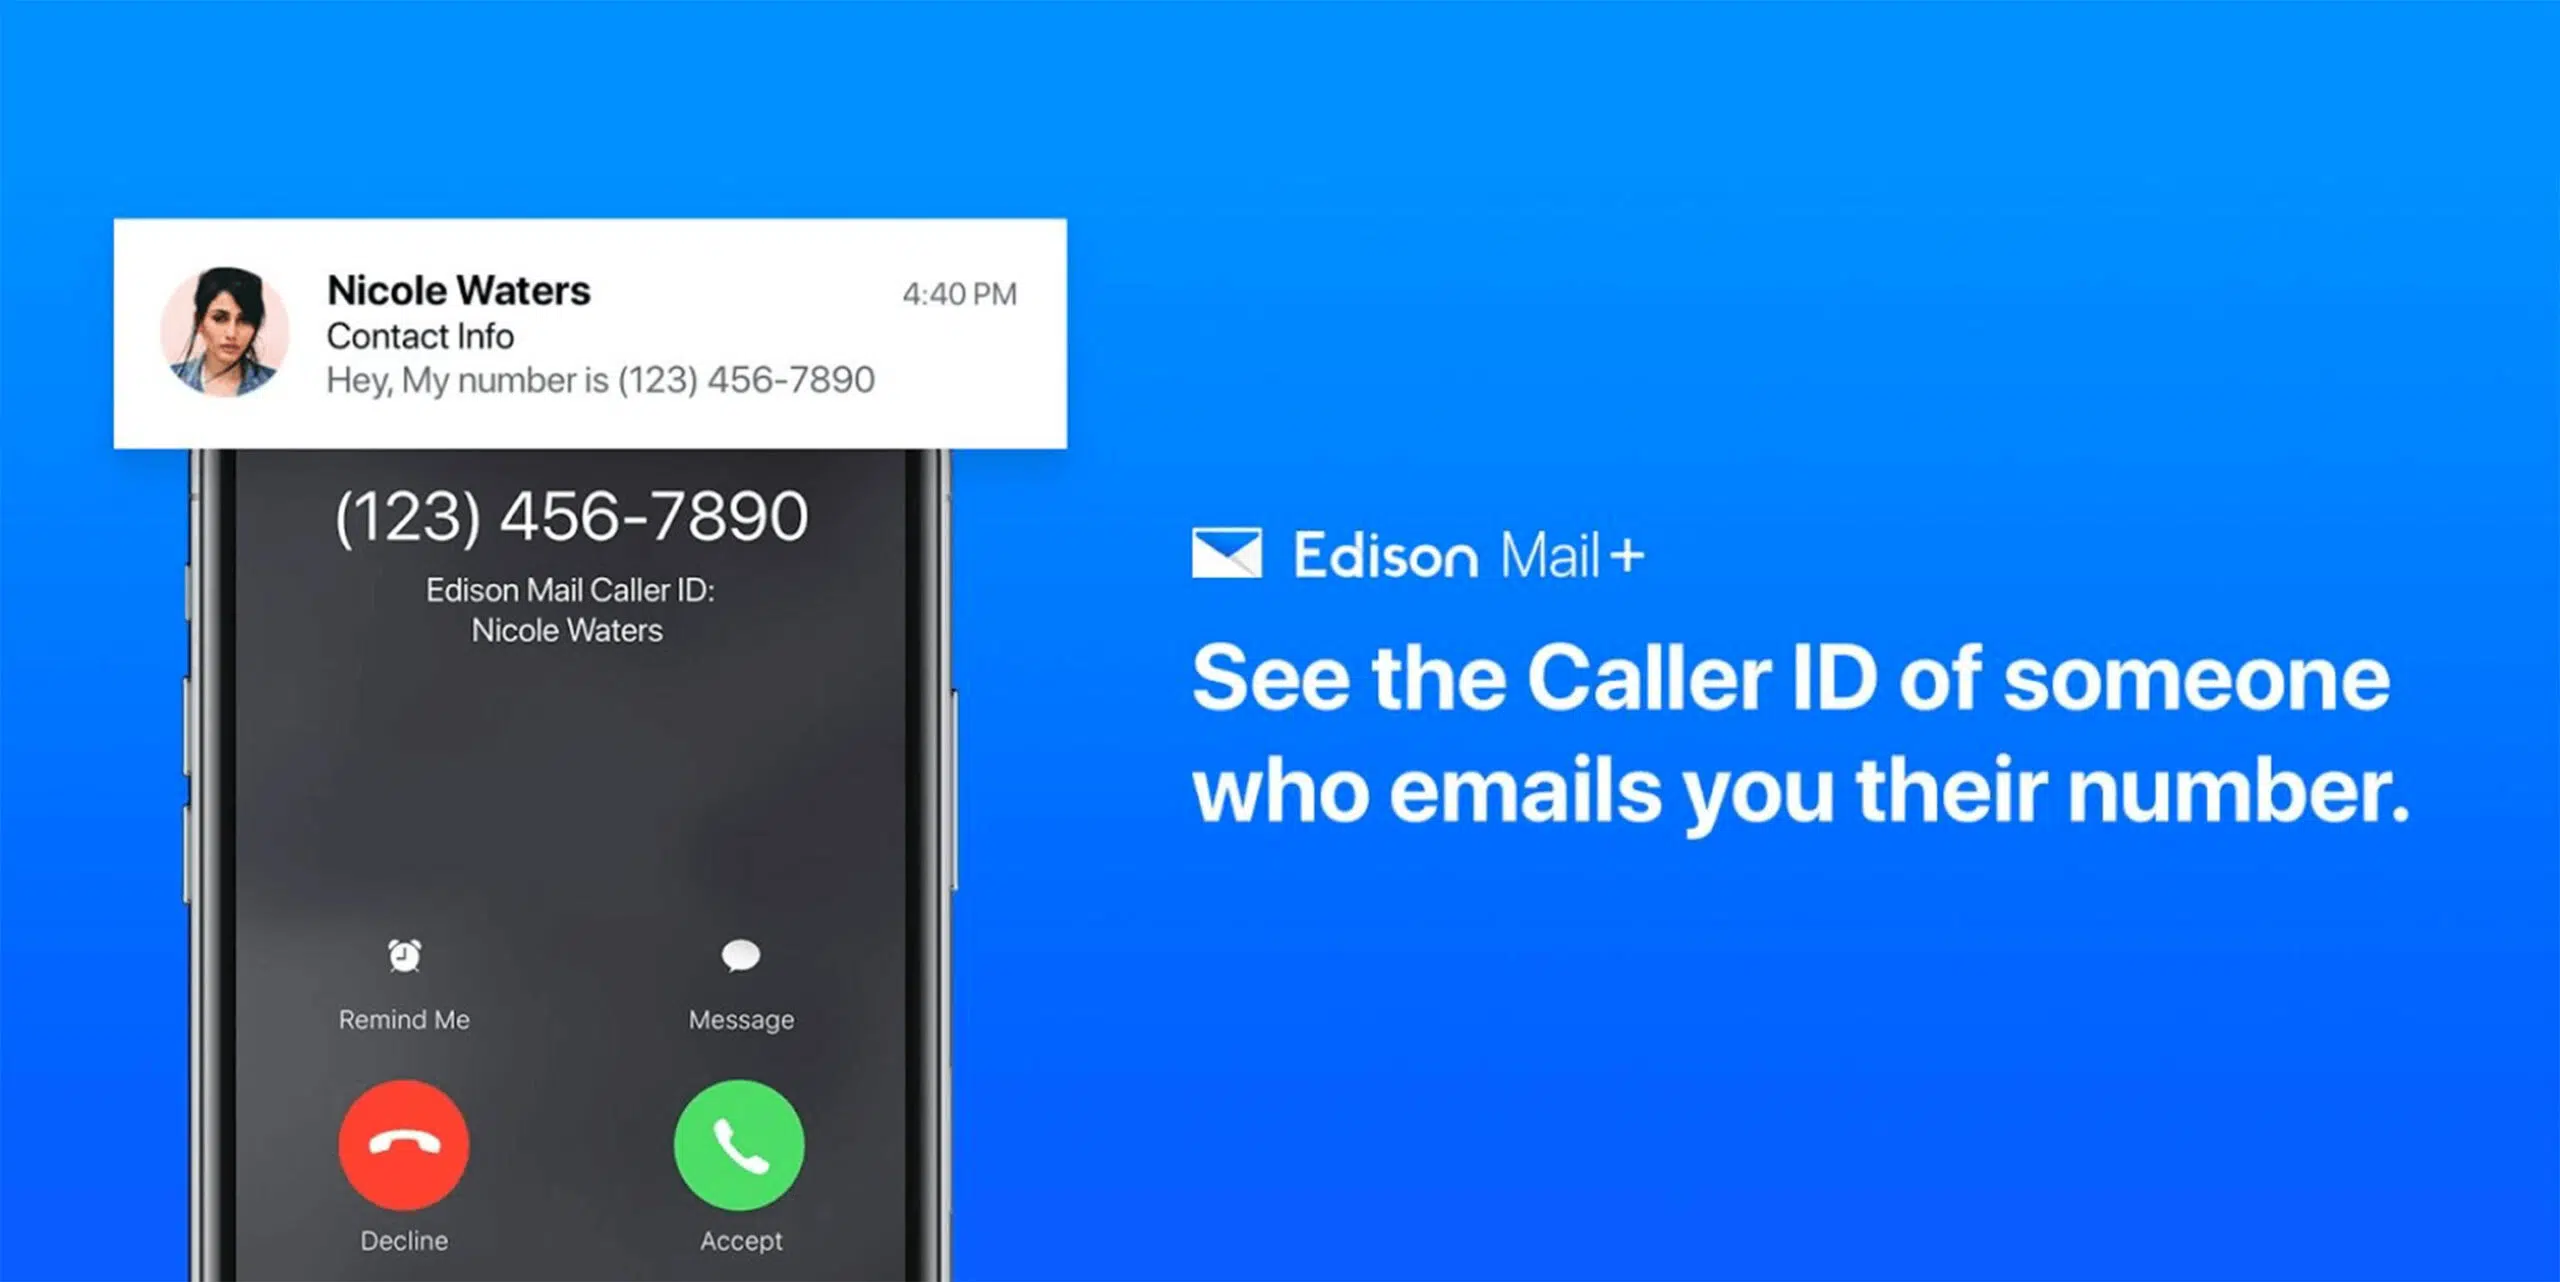 Nicole Waters
4:40 PM
Contact Info
Hey, My number is (123) 456-7890
(123) 456-7890
Edison Mail Caller ID:
Nicole Waters
Remind Me
Message
Decline
Accept
Edison Mail+
See the Caller ID of someone
who emails you their number.